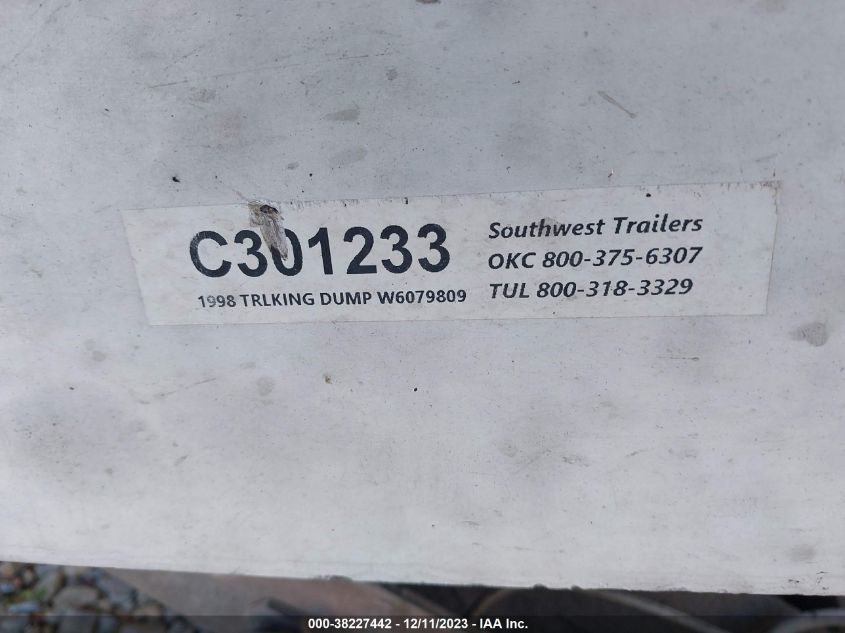 C301233
1998 TRLKING DUMP W6079809
Southwest Trailers
OKC 800-375-6307
TUL 800-318-3329
000-38227442 - 12/11/2023 - IAA Inc.